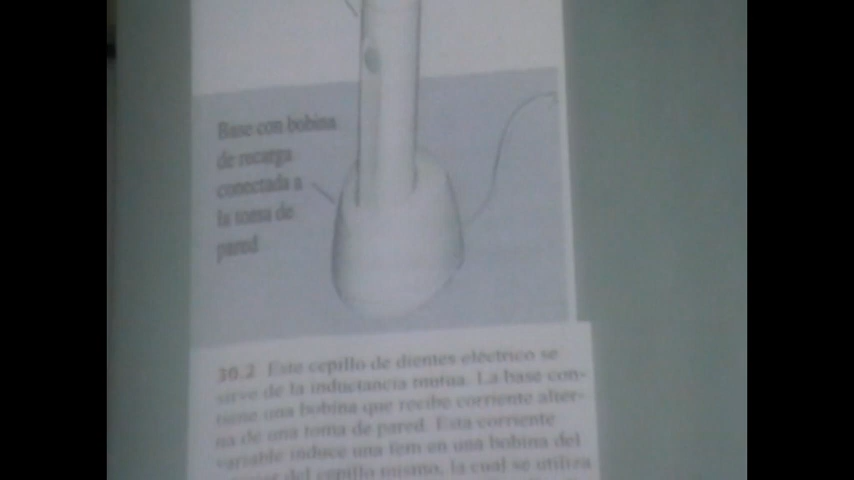 Base con bobina
de recarga
conectada a
la toma de
pared
30.2 Este cepillo de dientes eléctrico se
sirve de la inductancia mutua. La base con-
tiene una bobina que recibe corriente alter-
na de una toma de pared. Esta corriente
variable induce una fem en una bobina del
del cepillo mismo, la cual se utiliza